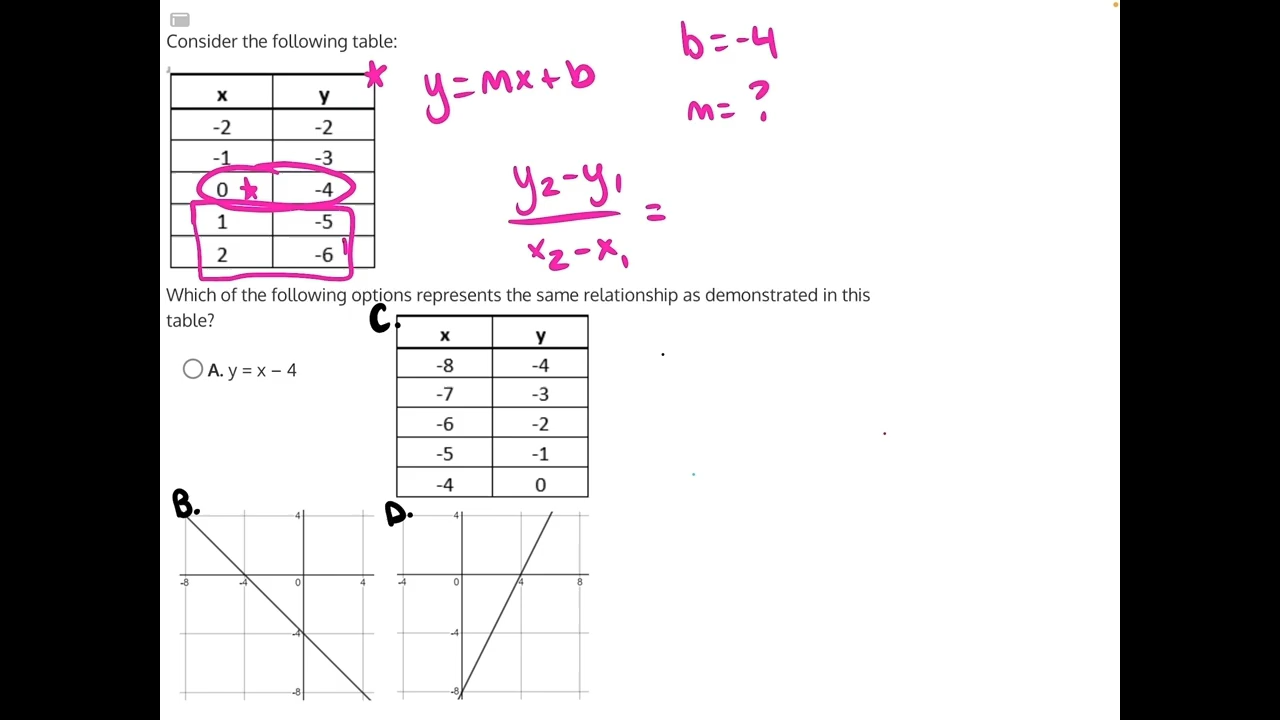 Consider the following table:
x y
-2 -2
-1 -3
0 -4
1 -5
2 -6
y=mx+b
b=-4
m=?
y2-y1
=
x2-x1
Which of the following options represents the same relationship as demonstrated in this
table?
A. y = x − 4
C.
x y
-8 -4
-7 -3
-6 -2
-5 -1
-4 0
B.
4
-8 -4 0 4
-4
-8
D.
4
-4 0 4 8
-4
-8